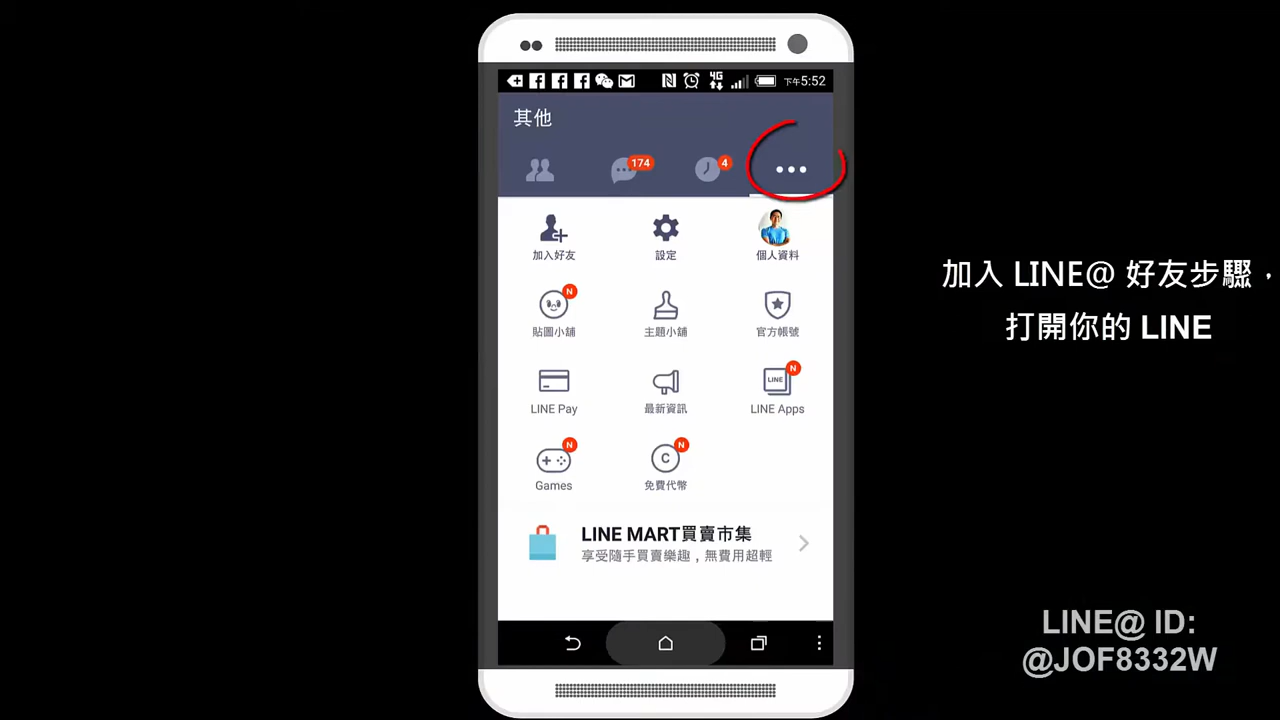 下午5:52
其他
174
4
加入好友
設定
個人資料
N
貼圖小舖
主題小舖
官方帳號
LINE
N
LINE Pay
最新資訊
LINE Apps
N
C
N
Games
免費代幣
LINE MART買賣市集
享受隨手買賣樂趣，無費用超輕
加入 LINE@ 好友步驟，
打開你的 LINE
LINE@ ID:
@JOF8332W
4G